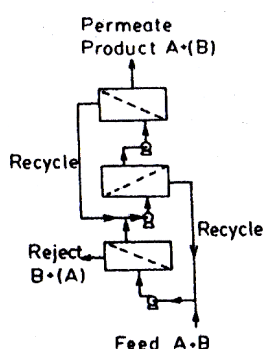 Permeate
Product A+(B)
Recycle
Recycle
Reject
B+(A)
Feed A+B